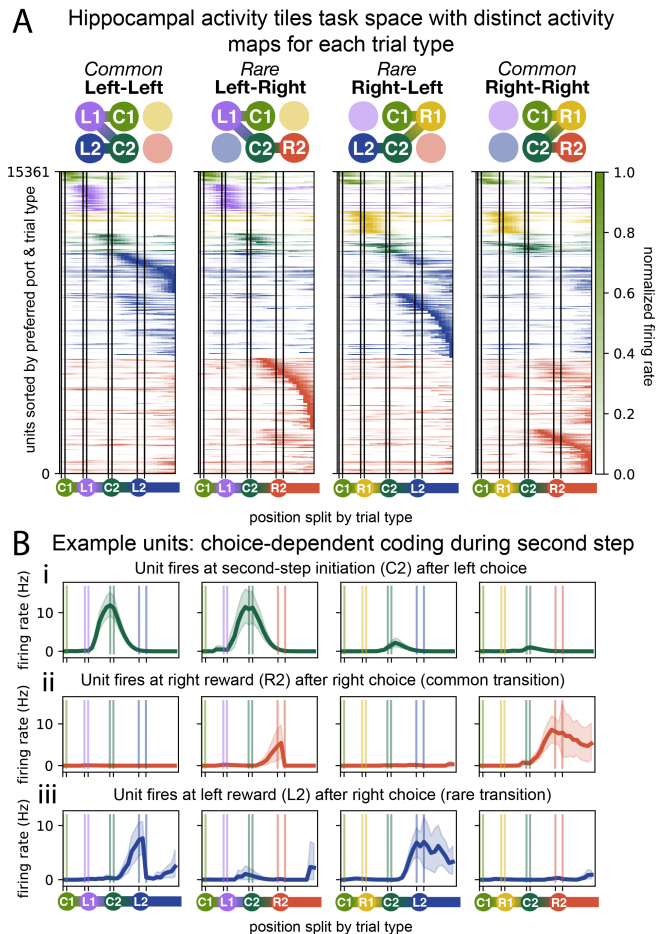 A
Hippocampal activity tiles task space with distinct activity
maps for each trial type
Common
Left-Left
Rare
Left-Right
Rare
Right-Left
Common
Right-Right
L1 C1
L2 C2
L1 C1
C2 R2
C1 R1
L2 C2
C1 R1
C2 R2
15361
units sorted by preferred port & trial type
0
1.0
0.8
0.6
0.4
0.2
0.0
normalized firing rate
C1 L1 C2 L2
C1 L1 C2 R2
C1 R1 C2 L2
C1 R1 C2 R2
position split by trial type
B
Example units: choice-dependent coding during second step
i
Unit fires at second-step initiation (C2) after left choice
firing rate (Hz)
10
0
ii
Unit fires at right reward (R2) after right choice (common transition)
firing rate (Hz)
10
0
iii
Unit fires at left reward (L2) after right choice (rare transition)
firing rate (Hz)
10
0
C1 L1 C2 L2
C1 L1 C2 R2
C1 R1 C2 L2
C1 R1 C2 R2
position split by trial type